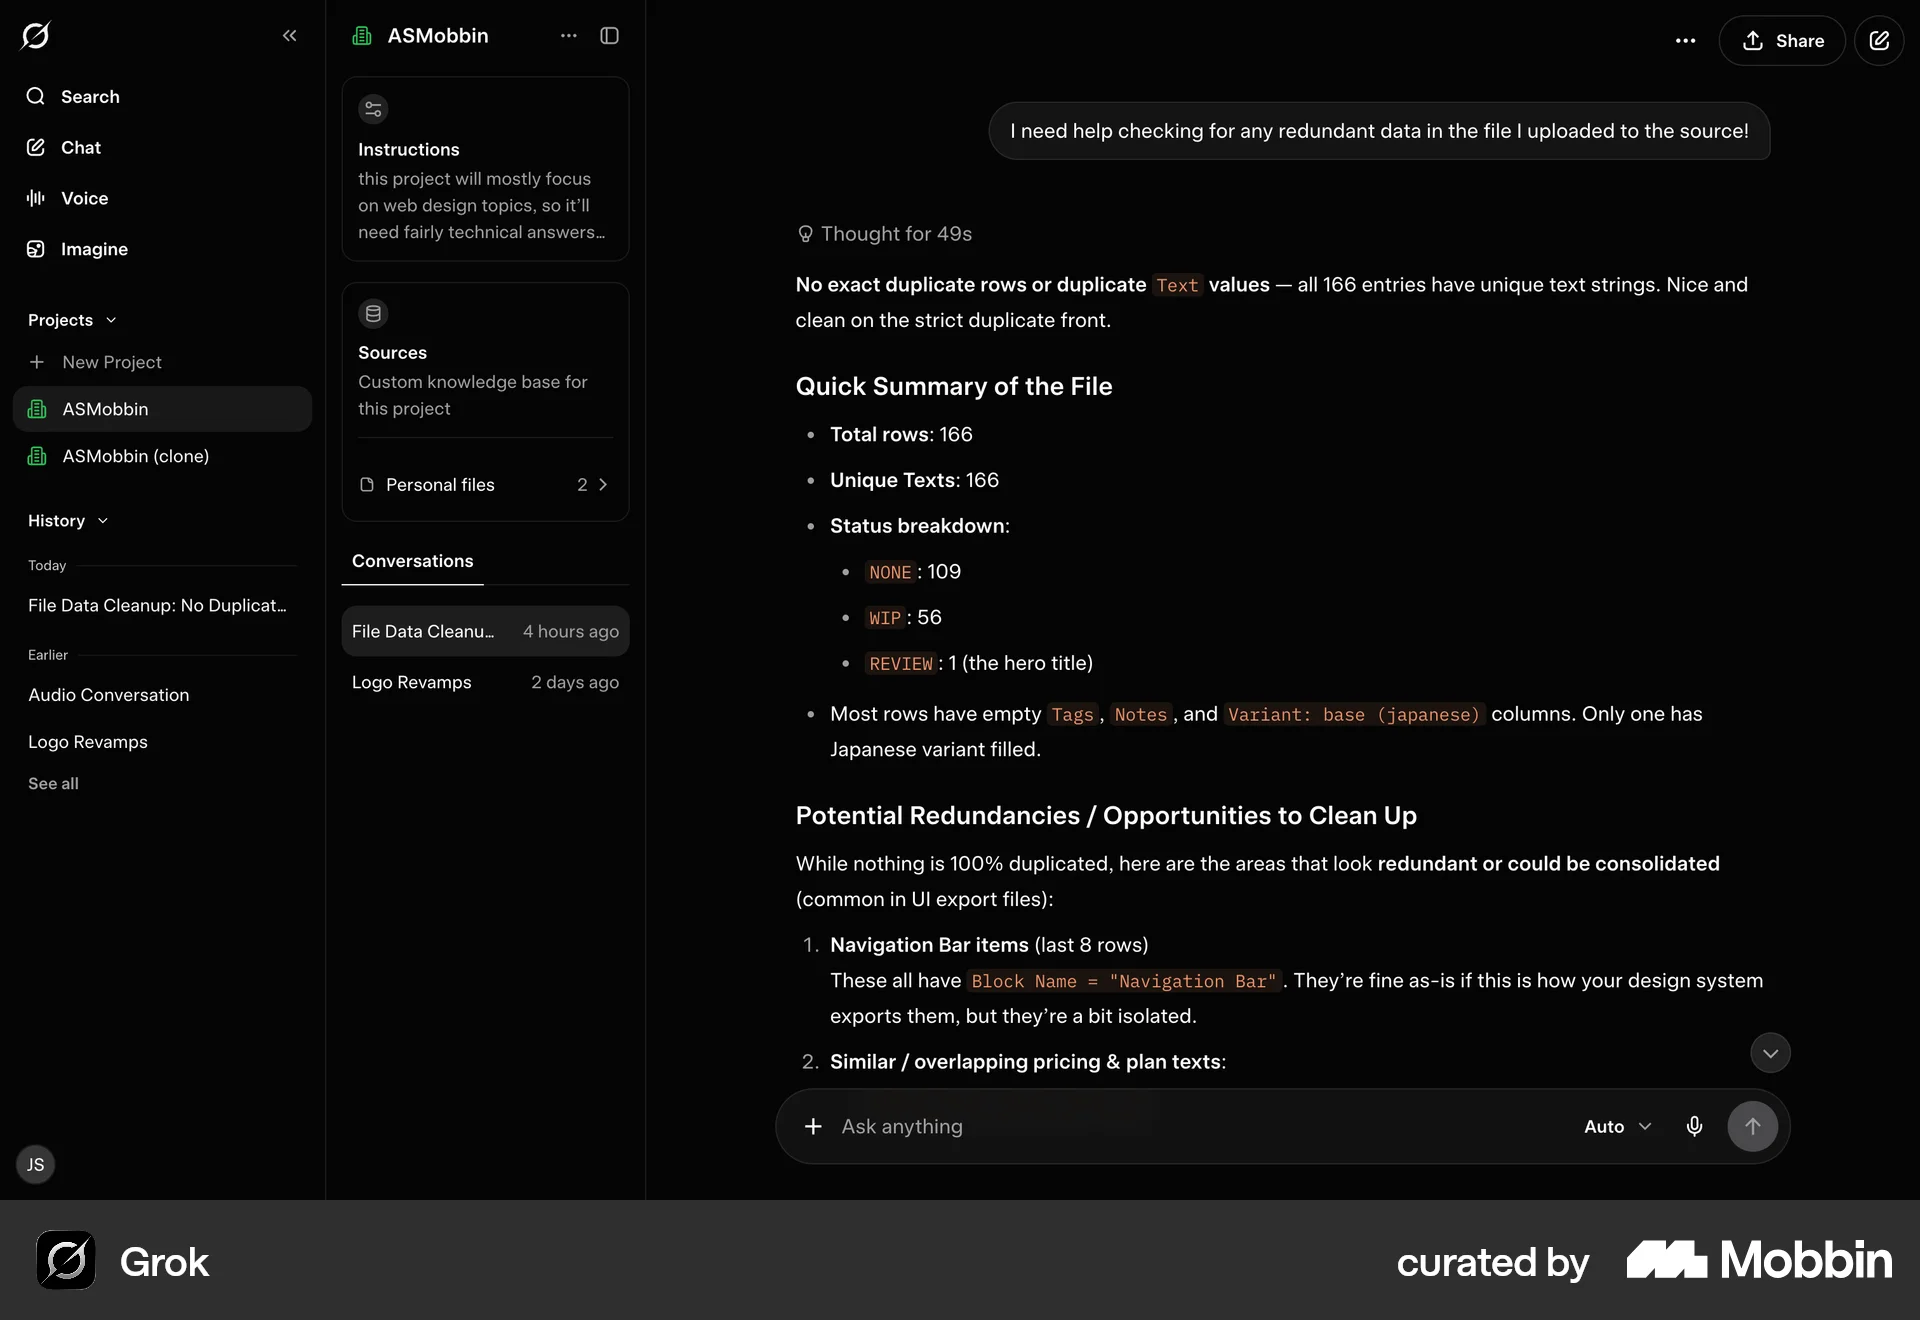 Search
Chat
Voice
Imagine
Projects
New Project
ASMobbin
ASMobbin (clone)
History
Today
File Data Cleanup: No Duplicat...
Earlier
Audio Conversation
Logo Revamps
See all
JS
ASMobbin
Instructions
this project will mostly focus
on web design topics, so it’ll
need fairly technical answers...
Sources
Custom knowledge base for
this project
Personal files 2
Conversations
File Data Cleanu... 4 hours ago
Logo Revamps 2 days ago
Share
I need help checking for any redundant data in the file I uploaded to the source!
Thought for 49s
No exact duplicate rows or duplicate Text values — all 166 entries have unique text strings. Nice and
clean on the strict duplicate front.
Quick Summary of the File
• Total rows: 166
• Unique Texts: 166
• Status breakdown:
• NONE: 109
• WIP: 56
• REVIEW: 1 (the hero title)
• Most rows have empty Tags, Notes, and Variant: base (japanese) columns. Only one has
Japanese variant filled.
Potential Redundancies / Opportunities to Clean Up
While nothing is 100% duplicated, here are the areas that look redundant or could be consolidated
(common in UI export files):
1. Navigation Bar items (last 8 rows)
These all have Block Name = "Navigation Bar". They’re fine as-is if this is how your design system
exports them, but they’re a bit isolated.
2. Similar / overlapping pricing & plan texts:
Ask anything
Auto
Grok
curated by Mobbin